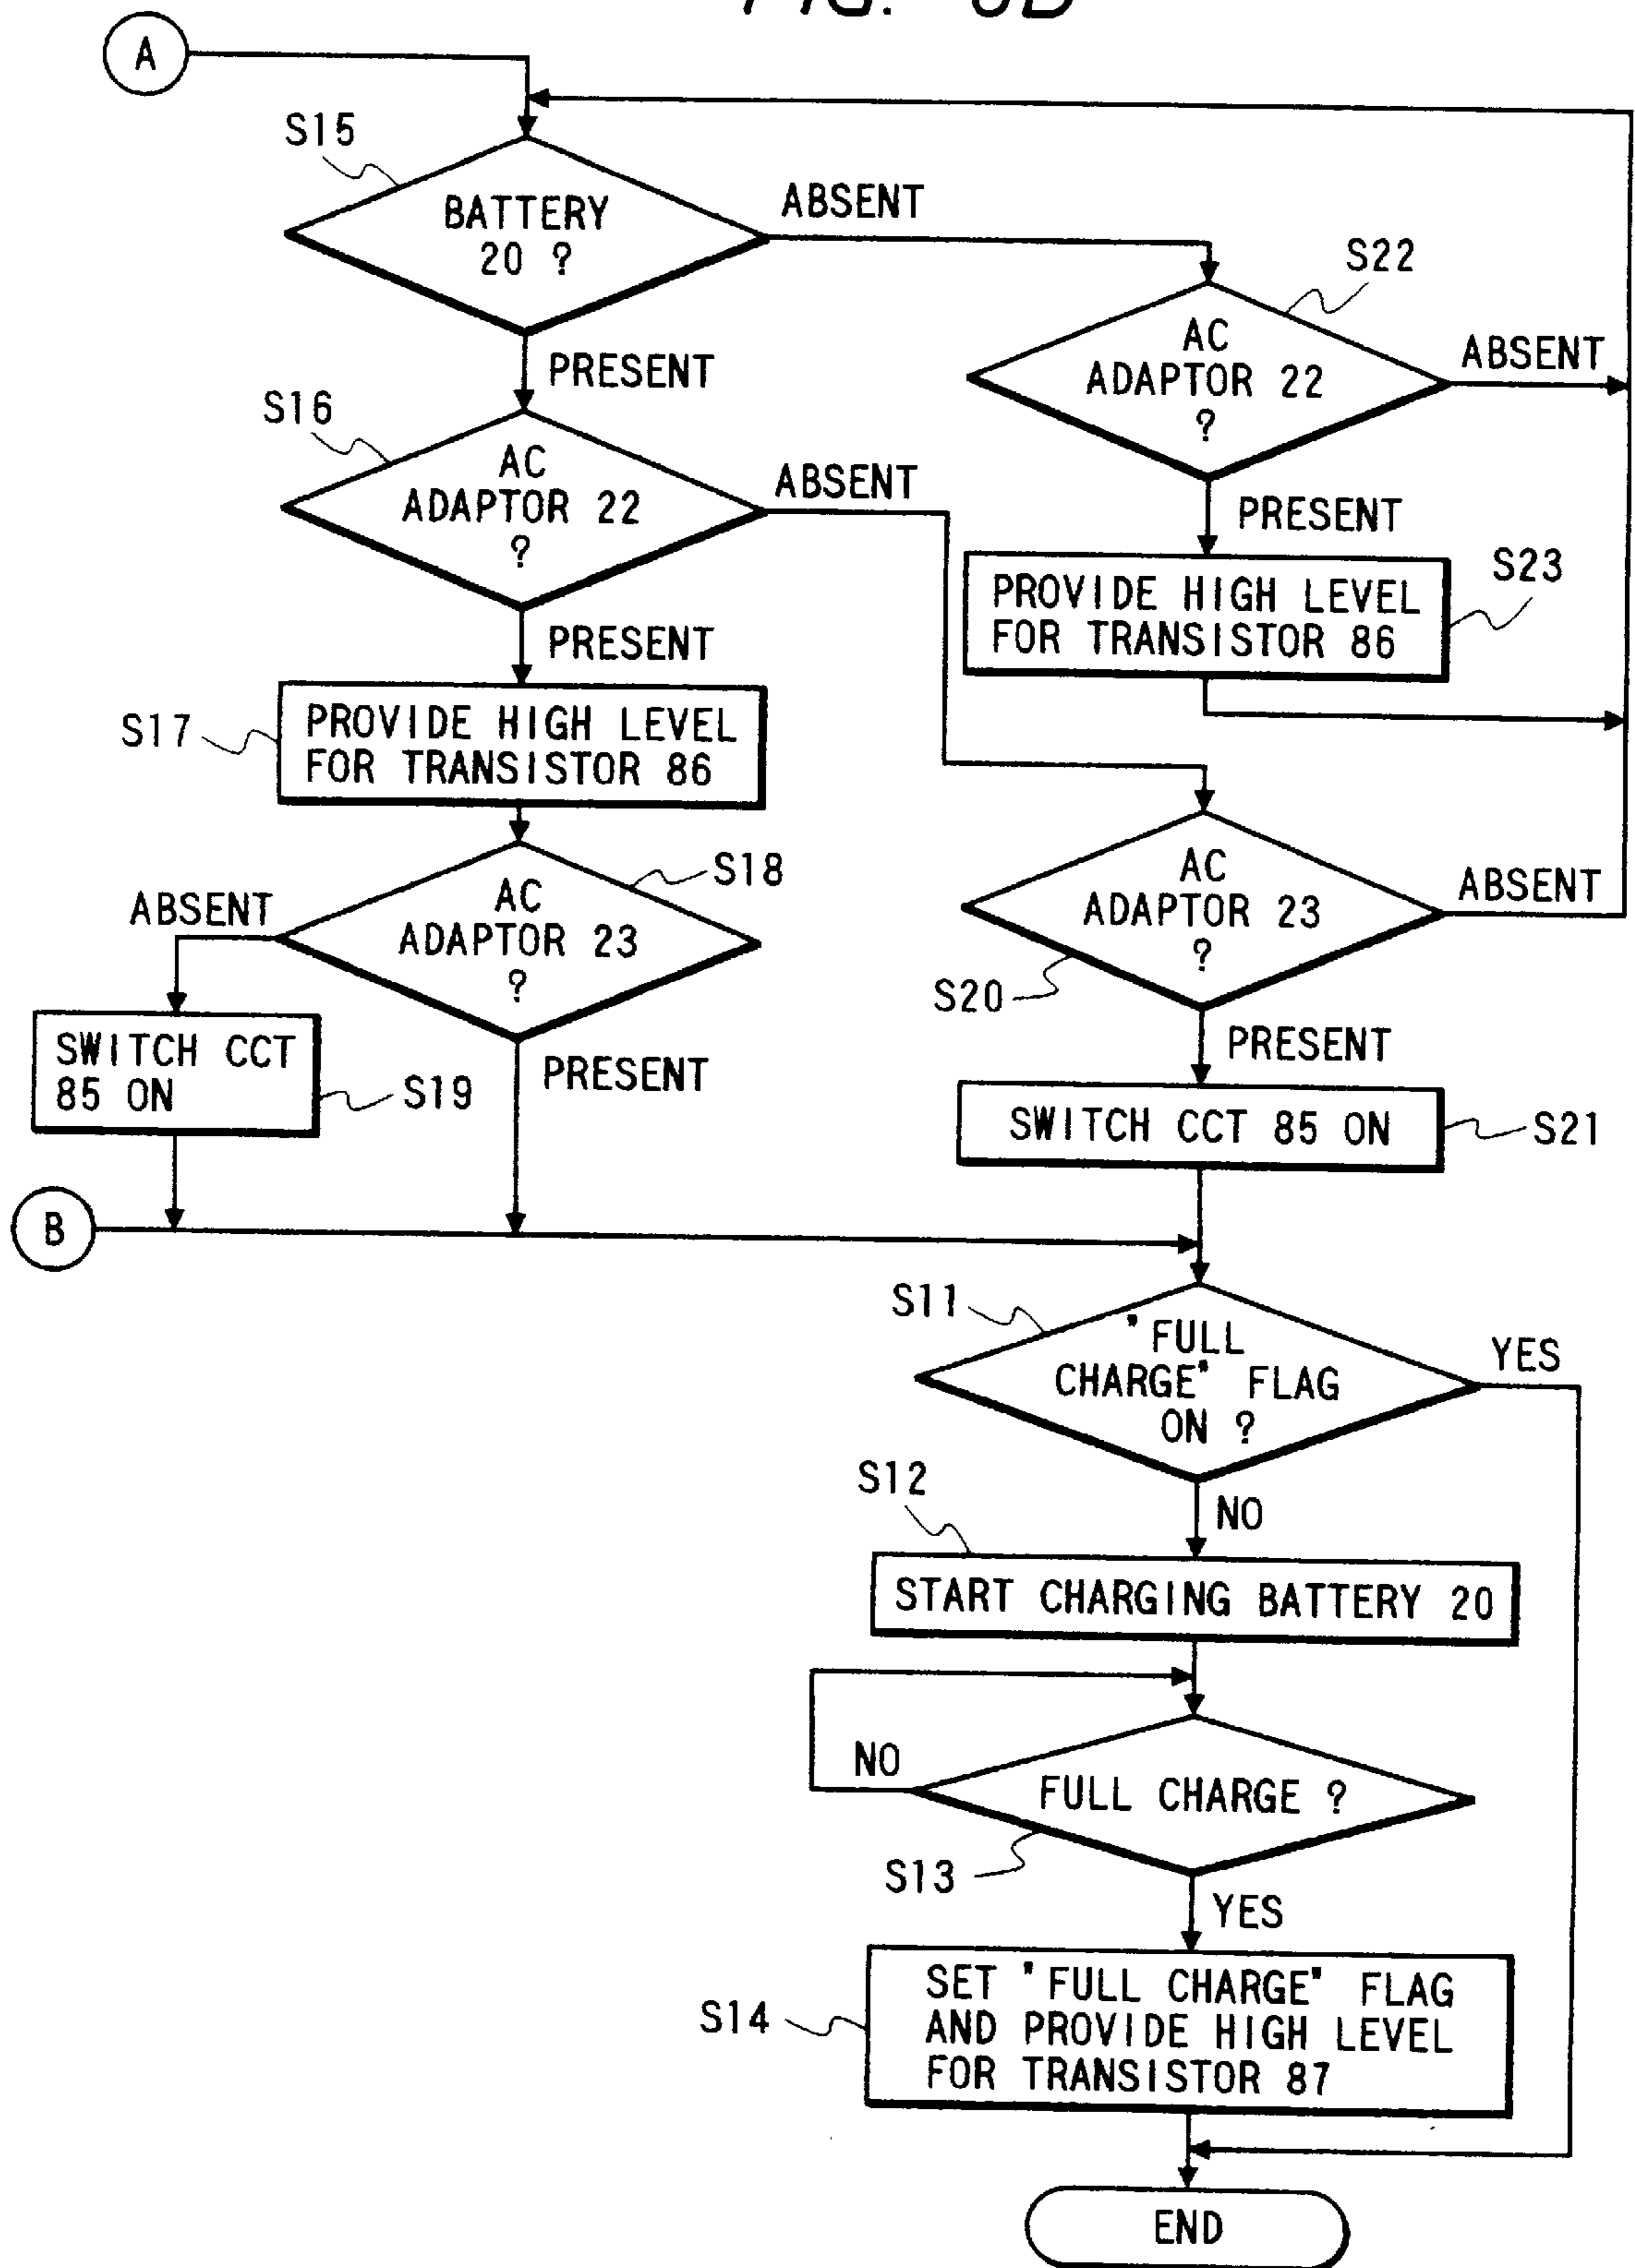 A
S15
BATTERY
20 ?
ABSENT
S22
AC
ADAPTOR 22
?
ABSENT
PRESENT
S16
AC
ADAPTOR 22
?
ABSENT
PRESENT
S23
PROVIDE HIGH LEVEL
FOR TRANSISTOR 86
PRESENT
S17
PROVIDE HIGH LEVEL
FOR TRANSISTOR 86
S18
AC
ADAPTOR 23
?
ABSENT
AC
ADAPTOR 23
?
ABSENT
S20
SWITCH CCT
85 ON
S19
PRESENT
PRESENT
SWITCH CCT 85 ON
S21
B
S11
"FULL
CHARGE" FLAG
ON ?
YES
S12
NO
START CHARGING BATTERY 20
NO
FULL CHARGE ?
S13
YES
S14
SET "FULL CHARGE" FLAG
AND PROVIDE HIGH LEVEL
FOR TRANSISTOR 87
END